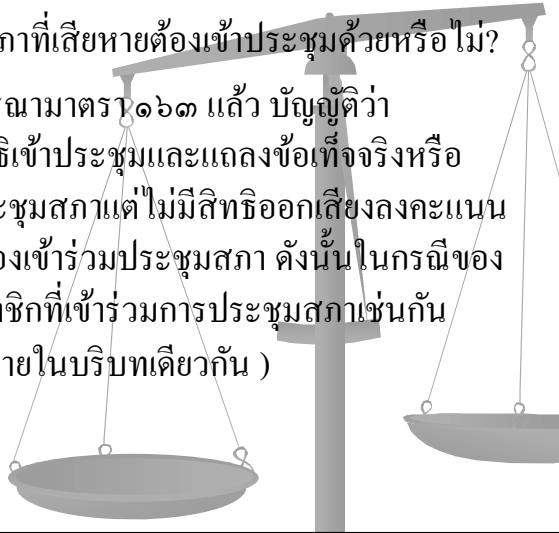 ภาที่เสียหายต้องเข้าประชุมด้วยหรือไม่?
รณามาตรา ๑๖๓ แล้ว บัญญัติว่า
ธิเข้าประชุมและแถลงข้อเท็จจริงหรือ
ะชุมสภาแต่ไม่มีสิทธิออกเสียงลงคะแนน
องเข้าร่วมประชุมสภา ดังนั้นในกรณีของ
าชิกที่เข้าร่วมการประชุมสภาเช่นกัน
ายในบริบทเดียวกัน )